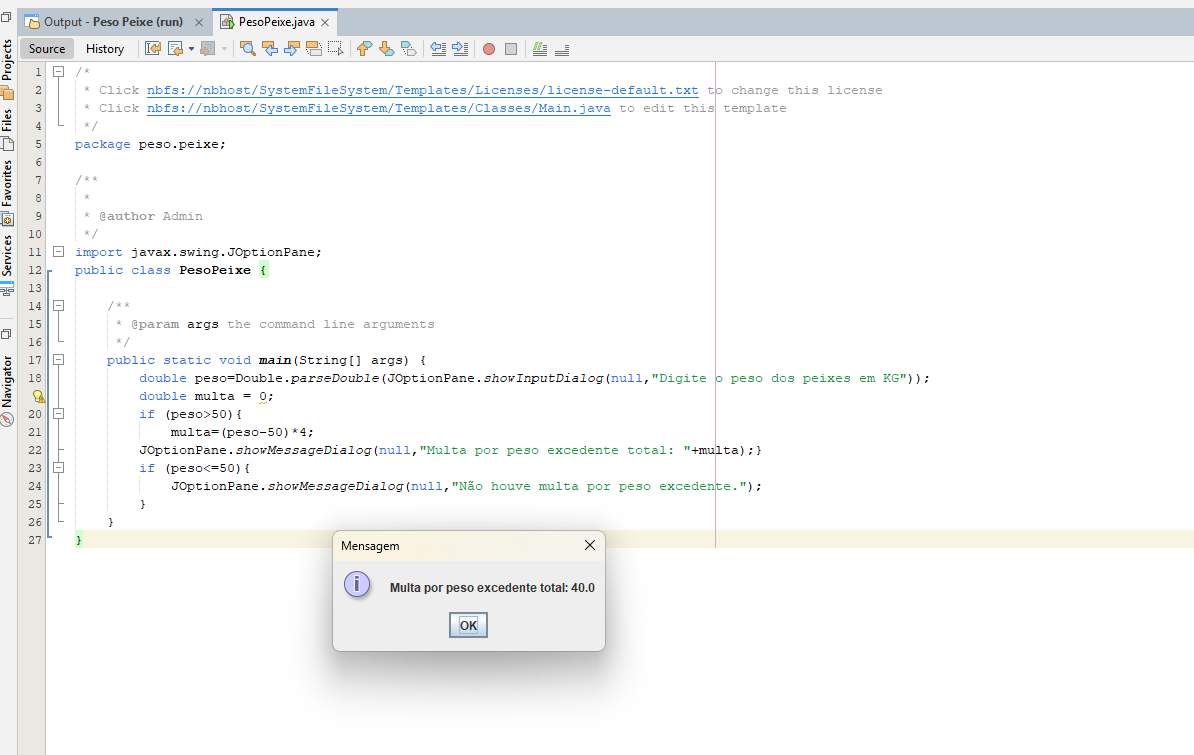 Output - Peso Peixe (run)
PesoPeixe.java
Source History
Projects
Files
Favorites
Services
Navigator
1 /*
2 * Click nbfs://nbhost/SystemFileSystem/Templates/Licenses/license-default.txt to change this license
3 * Click nbfs://nbhost/SystemFileSystem/Templates/Classes/Main.java to edit this template
4 */
5 package peso.peixe;
6
7 /**
8 *
9 * @author Admin
10 */
11 import javax.swing.JOptionPane;
12 public class PesoPeixe {
13
14 /**
15 * @param args the command line arguments
16 */
17 public static void main(String[] args) {
18 double peso=Double.parseDouble(JOptionPane.showInputDialog(null,"Digite o peso dos peixes em KG"));
double multa = 0;
20 if (peso>50){
21 multa=(peso-50)*4;
22 JOptionPane.showMessageDialog(null,"Multa por peso excedente total: "+multa);}
23 if (peso<=50){
24 JOptionPane.showMessageDialog(null,"Não houve multa por peso excedente.");
25 }
26 }
27 }
Mensagem
Multa por peso excedente total: 40.0
OK